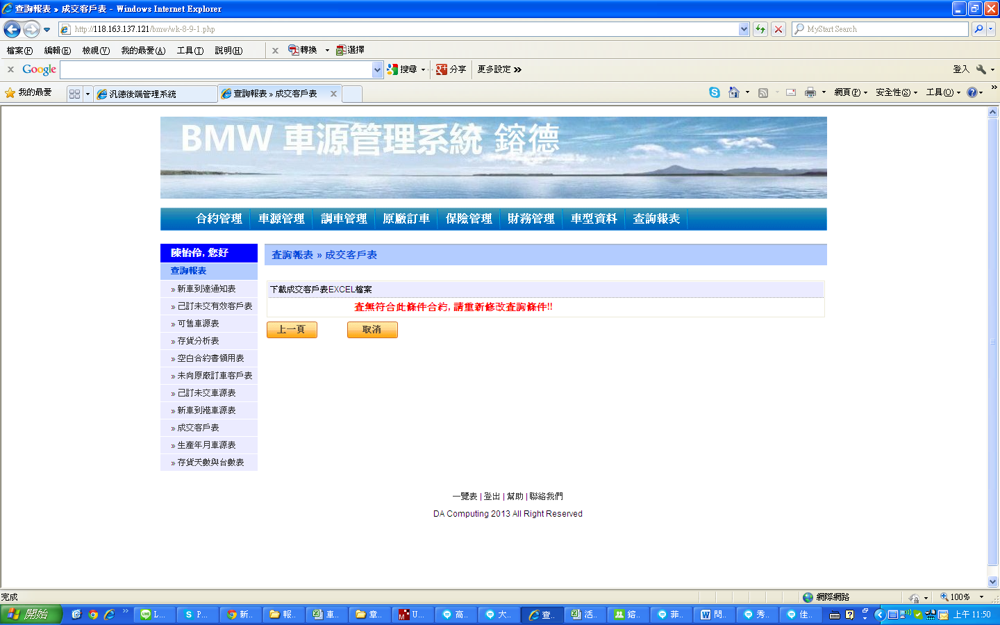 查詢報表 » 成交客戶表 - Windows Internet Explorer
http://118.163.137.121/bmw/wk-8-9-1.php
MyStart Search
檔案(F) 編輯(E) 檢視(V) 我的最愛(A) 工具(T) 說明(H)
x 轉換 選擇
x Google 搜尋 分享 更多設定 » 登入
我的最愛 汎德後端管理系統 查詢報表 » 成交客戶表 網頁(P) 安全性(S) 工具(O) »
BMW 車源管理系統 鎔德
合約管理 車源管理 調車管理 原廠訂車 保險管理 財務管理 車型資料 查詢報表
陳怡伶, 您好
查詢報表
» 新車到達通知表
» 已訂未交有效客戶表
» 可售車源表
» 存貨分析表
» 空白合約書領用表
» 未向原廠訂車客戶表
» 已訂未交車源表
» 新車到港車源表
» 成交客戶表
» 生產年月車源表
» 存貨天數與台數表
查詢報表 » 成交客戶表
下載成交客戶表EXCEL檔案
查無符合此條件合約, 請重新修改查詢條件!!
上一頁 取消
一覽表 | 登出 | 幫助 | 聯絡我們
DA Computing 2013 All Right Reserved
完成 網際網路 100%
開始 » L... P... 新.. 報.. 車.. 章.. U... 高.. 大.. 查.. 活.. 鎔.. 菲.. 問.. 秀.. 佳.. 上午 11:50